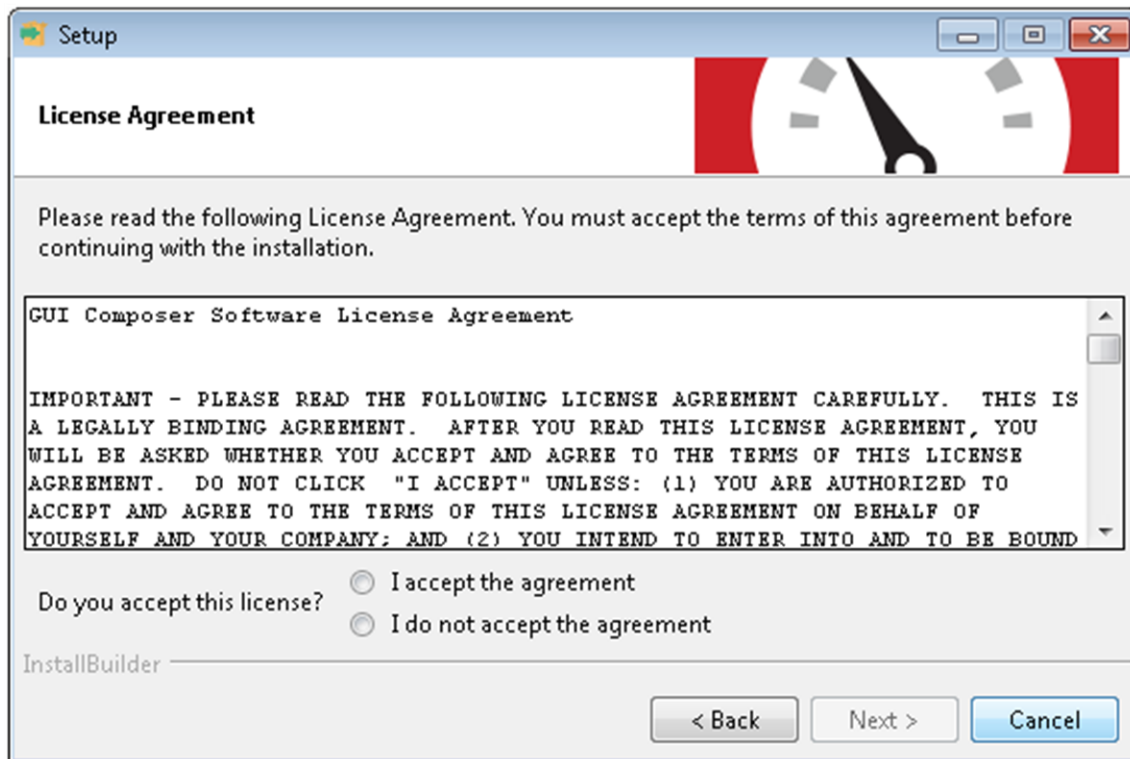 Setup
License Agreement
Please read the following License Agreement. You must accept the terms of this agreement before
continuing with the installation.
GUI Composer Software License Agreement
IMPORTANT - PLEASE READ THE FOLLOWING LICENSE AGREEMENT CAREFULLY.  THIS IS
A LEGALLY BINDING AGREEMENT.  AFTER YOU READ THIS LICENSE AGREEMENT, YOU
WILL BE ASKED WHETHER YOU ACCEPT AND AGREE TO THE TERMS OF THIS LICENSE
AGREEMENT.  DO NOT CLICK  "I ACCEPT" UNLESS: (1) YOU ARE AUTHORIZED TO
ACCEPT AND AGREE TO THE TERMS OF THIS LICENSE AGREEMENT ON BEHALF OF
YOURSELF AND YOUR COMPANY; AND (2) YOU INTEND TO ENTER INTO AND TO BE BOUND
Do you accept this license?
I accept the agreement
I do not accept the agreement
InstallBuilder
< Back
Next >
Cancel